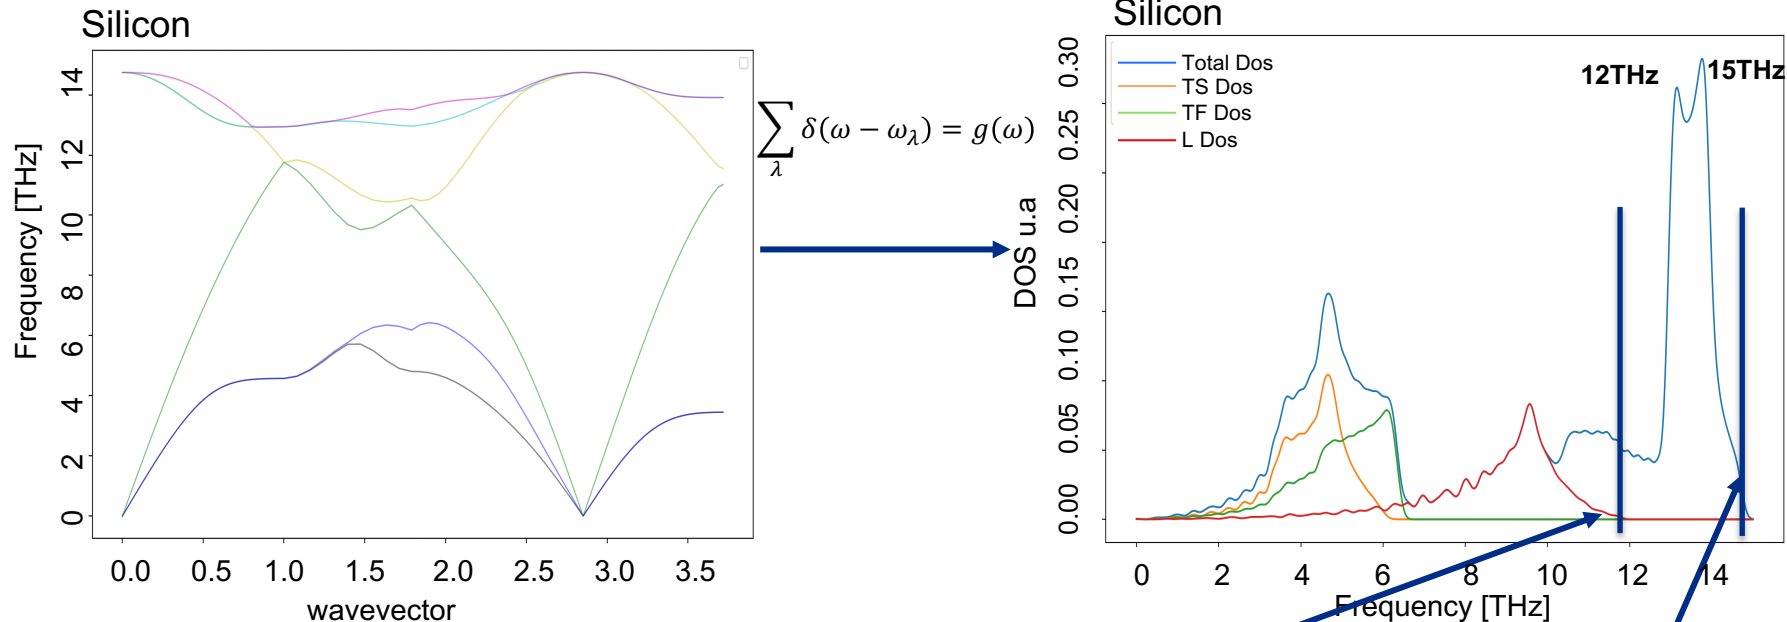 Silicon
Frequency [THz]
14
12
10
8
6
4
2
0
0.0 0.5 1.0 1.5 2.0 2.5 3.0 3.5
wavevector
∑λ δ(ω − ωλ) = g(ω)
Silicon
Total Dos
TS Dos
TF Dos
L Dos
12THz
15THz
DOS u.a
0.30
0.25
0.20
0.15
0.10
0.05
0.00
0 2 4 6 8 10 12 14
Frequency [THz]